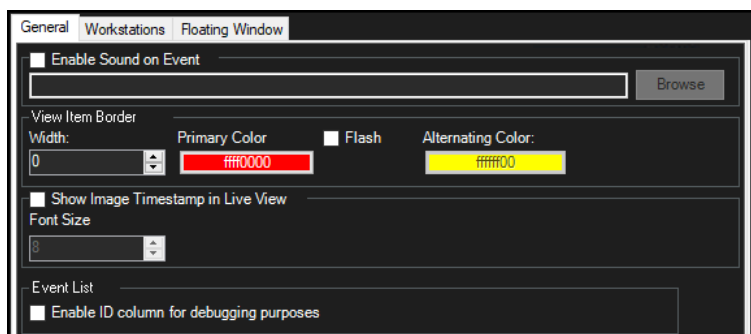 General Workstations Floating Window
Enable Sound on Event
Browse
View Item Border
Width: Primary Color Flash Alternating Color:
0 ffff0000 ffffff00
Show Image Timestamp in Live View
Font Size
8
Event List
Enable ID column for debugging purposes